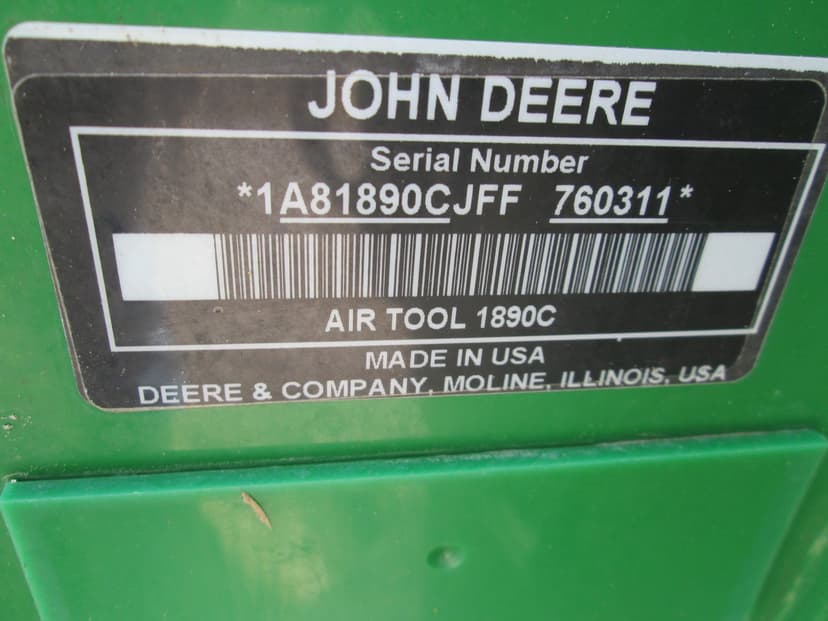 JOHN DEERE
Serial Number
*1A81890CJFF 760311*
AIR TOOL 1890C
MADE IN USA
DEERE & COMPANY, MOLINE, ILLINOIS, USA